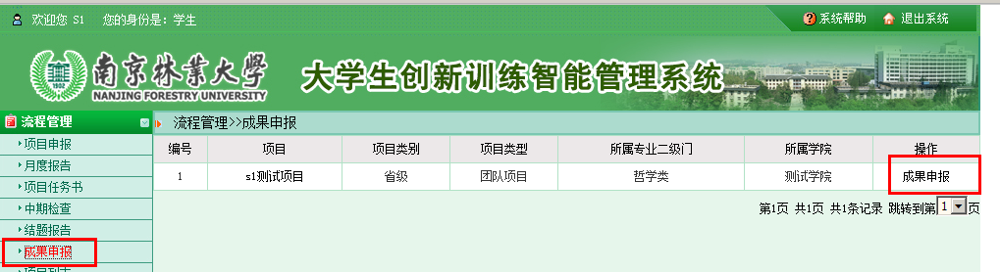 欢迎您 S1 您的身份是：学生 系统帮助 退出系统
南京林业大學 大学生创新训练智能管理系统
1902
NANJING FORESTRY UNIVERSITY
流程管理 流程管理>>成果申报
项目申报 编号 项目 项目类别 项目类型 所属专业二级门 所属学院 操作
月度报告 1 s1测试项目 省级 团队项目 哲学类 测试学院 成果申报
项目任务书
中期检查 第1页 共1页 共1条记录 跳转到第 1 页
结题报告
成果申报
项目列表